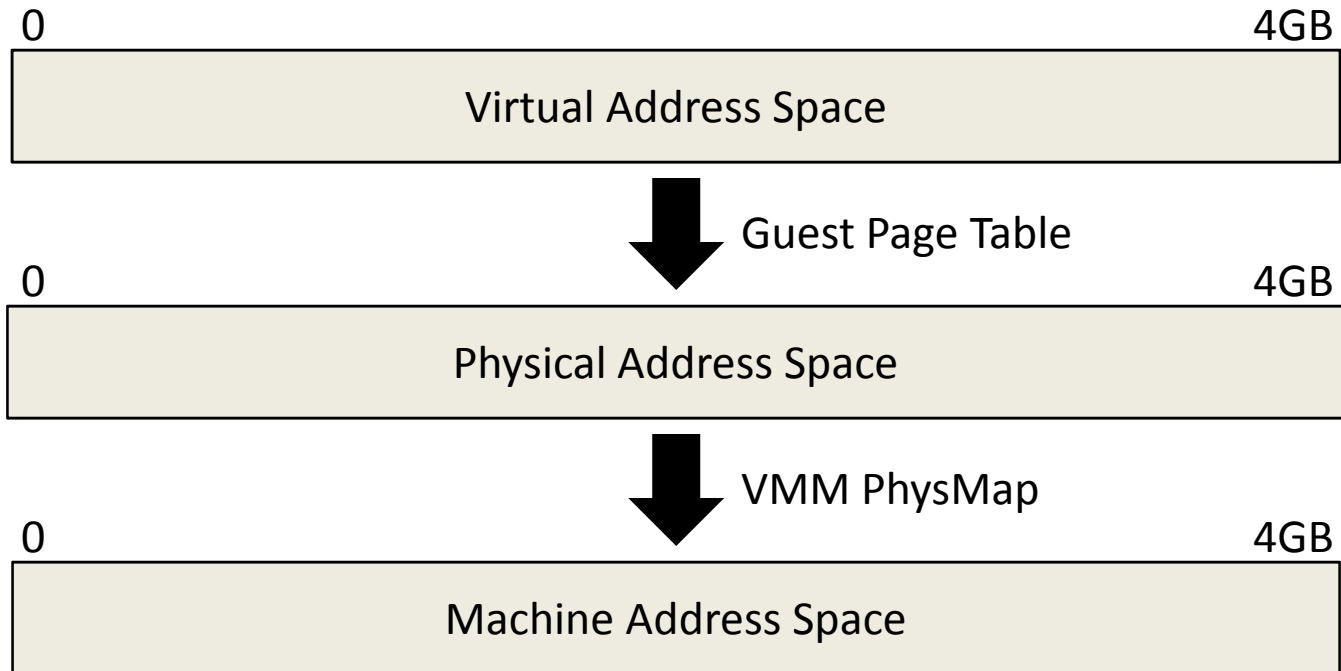 0 4GB
Virtual Address Space
Guest Page Table
0 4GB
Physical Address Space
VMM PhysMap
0 4GB
Machine Address Space